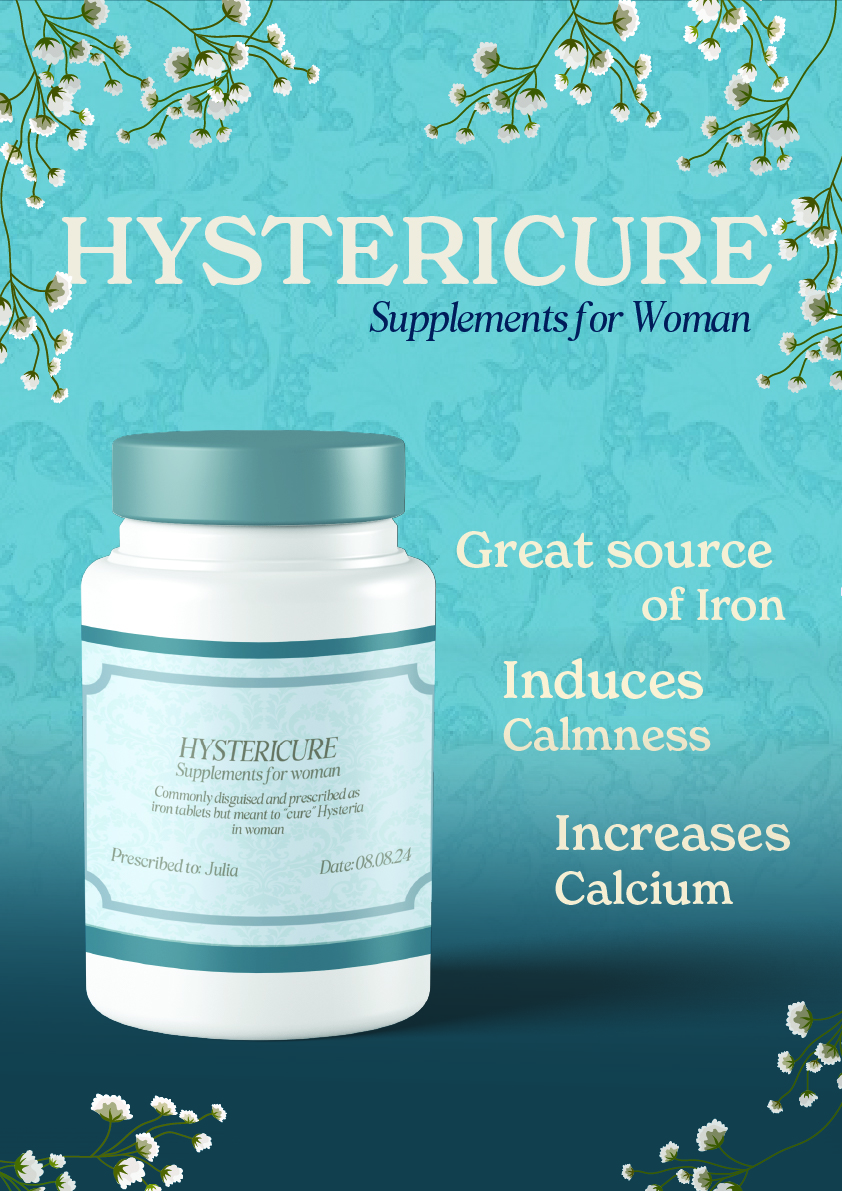 HYSTERICURE
Supplements for Woman
Great source
of Iron
Induces
Calmness
Increases
Calcium
HYSTERICURE
Supplements for woman
Commonly disguised and prescribed as
iron tablets but meant to "cure" Hysteria
in woman
Prescribed to: Julia
Date: 08.08.24